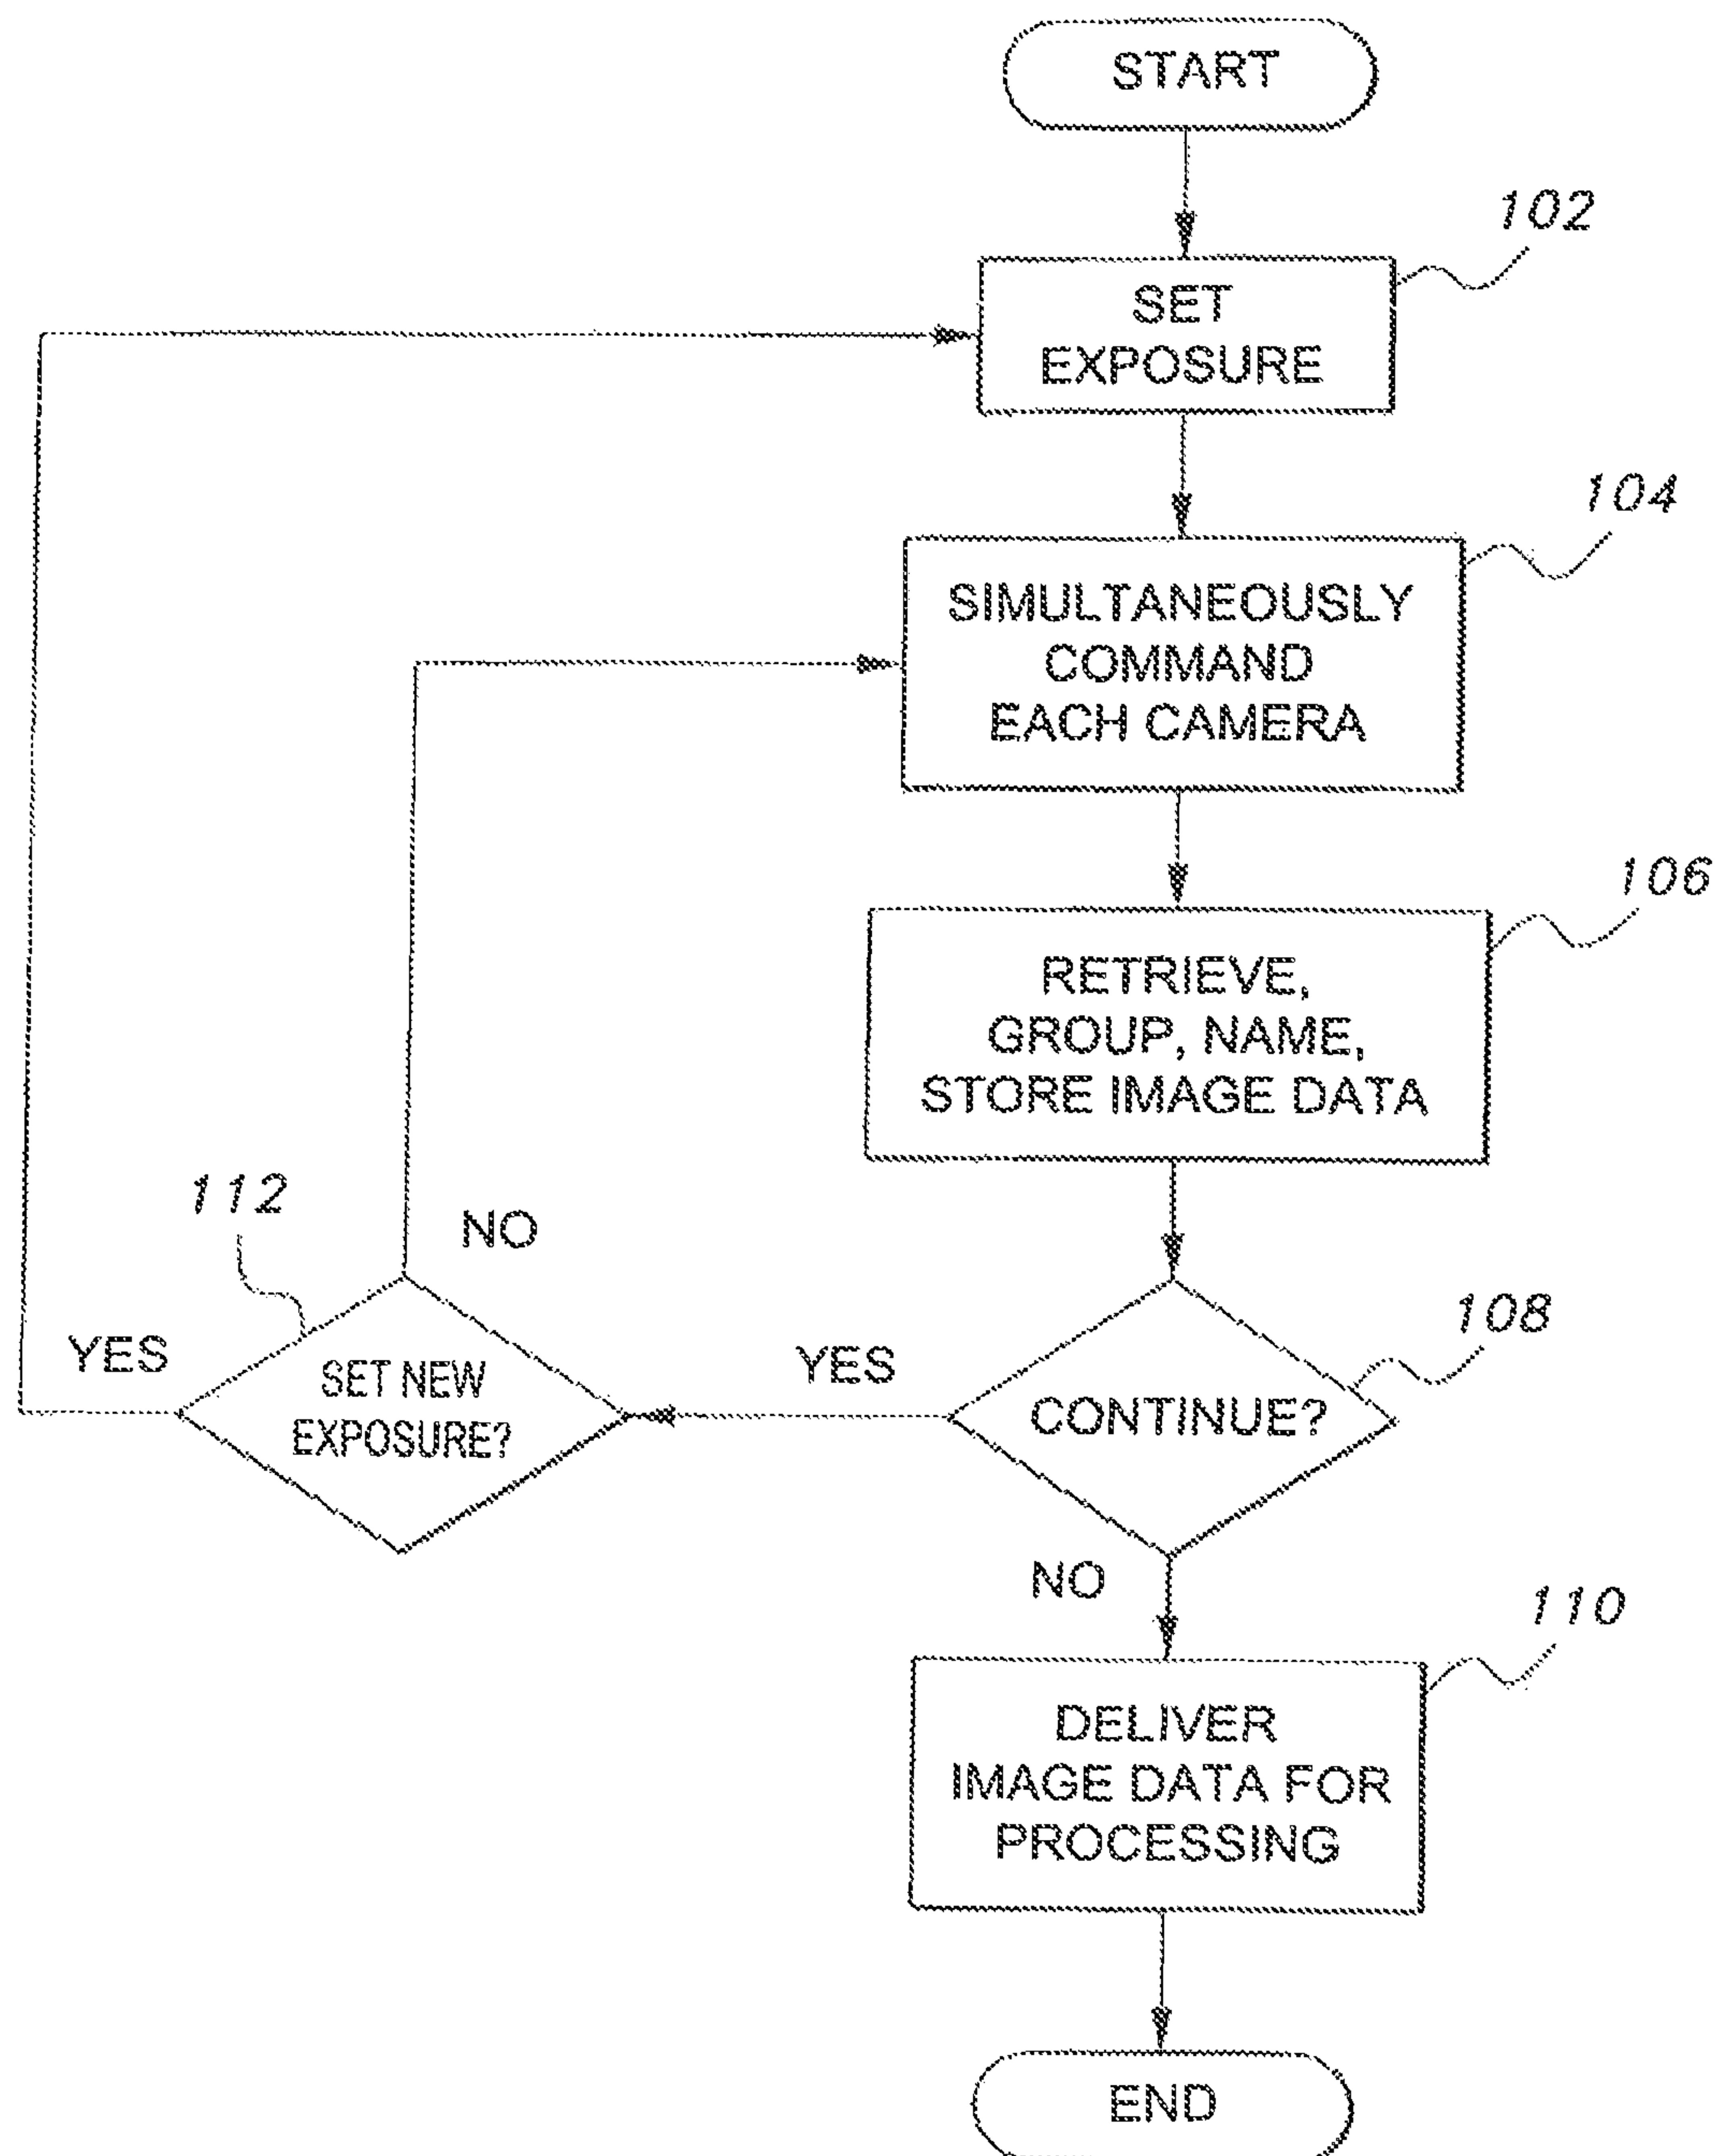 START
102
SET
EXPOSURE
104
SIMULTANEOUSLY
COMMAND
EACH CAMERA
106
RETRIEVE,
GROUP, NAME,
STORE IMAGE DATA
112
NO
108
YES
SET NEW
EXPOSURE?
YES
CONTINUE?
NO
110
DELIVER
IMAGE DATA FOR
PROCESSING
END